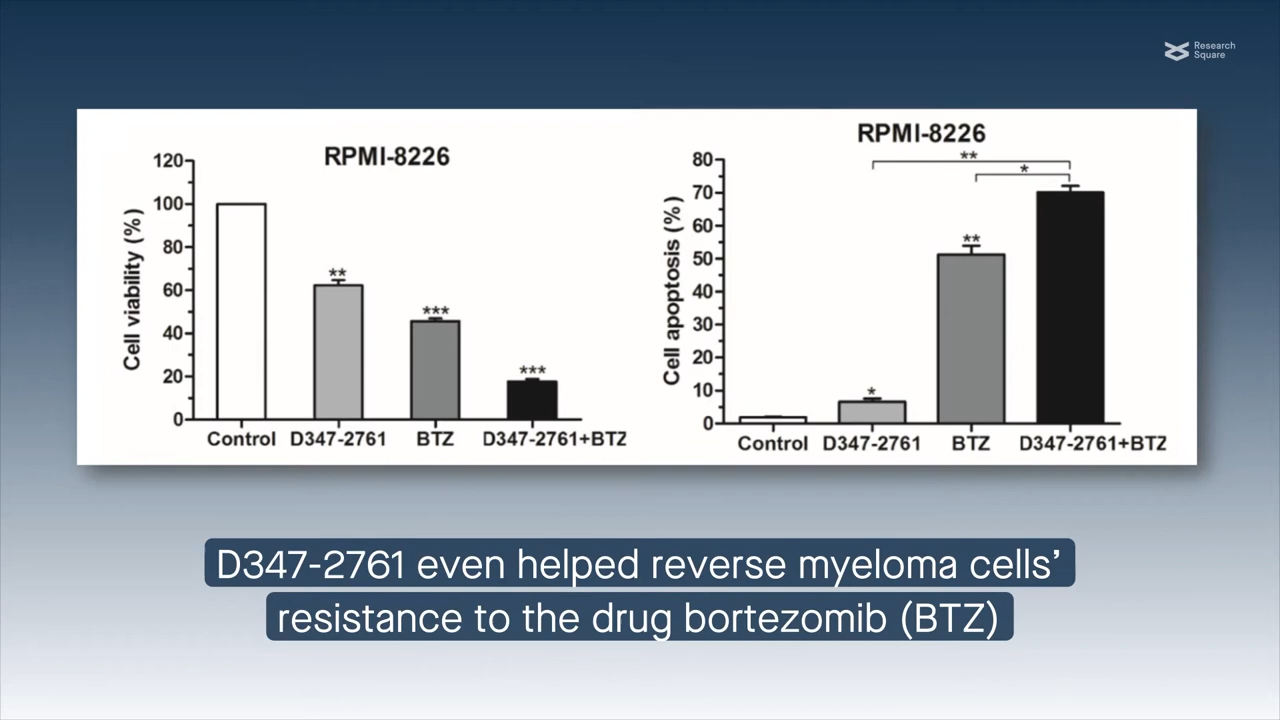 Research
Square
RPMI-8226
Cell viability (%)
120
100
80
60
40
20
0
**
***
***
Control D347-2761 BTZ D347-2761+BTZ
RPMI-8226
Cell apoptosis (%)
80
70
60
50
40
30
20
10
0
**
*
**
*
Control D347-2761 BTZ D347-2761+BTZ
D347-2761 even helped reverse myeloma cells’
resistance to the drug bortezomib (BTZ)